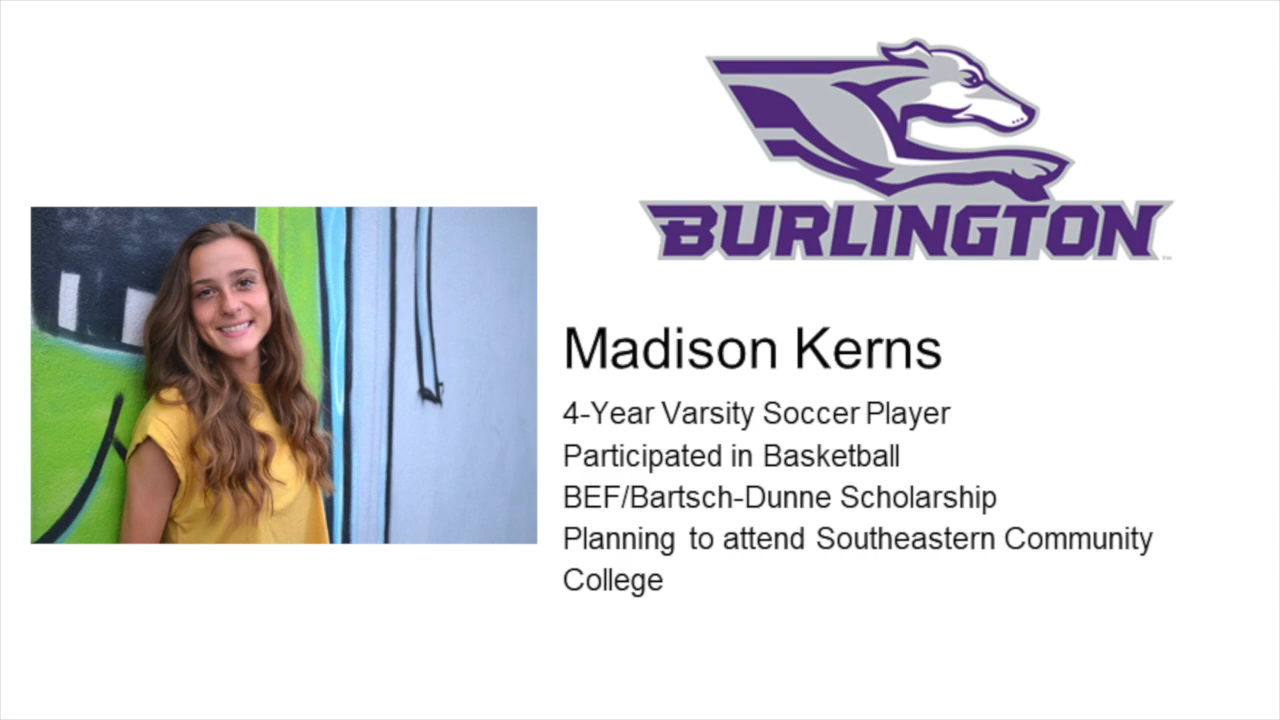 BURLINGTON
Madison Kerns
4-Year Varsity Soccer Player
Participated in Basketball
BEF/Bartsch-Dunne Scholarship
Planning to attend Southeastern Community
College